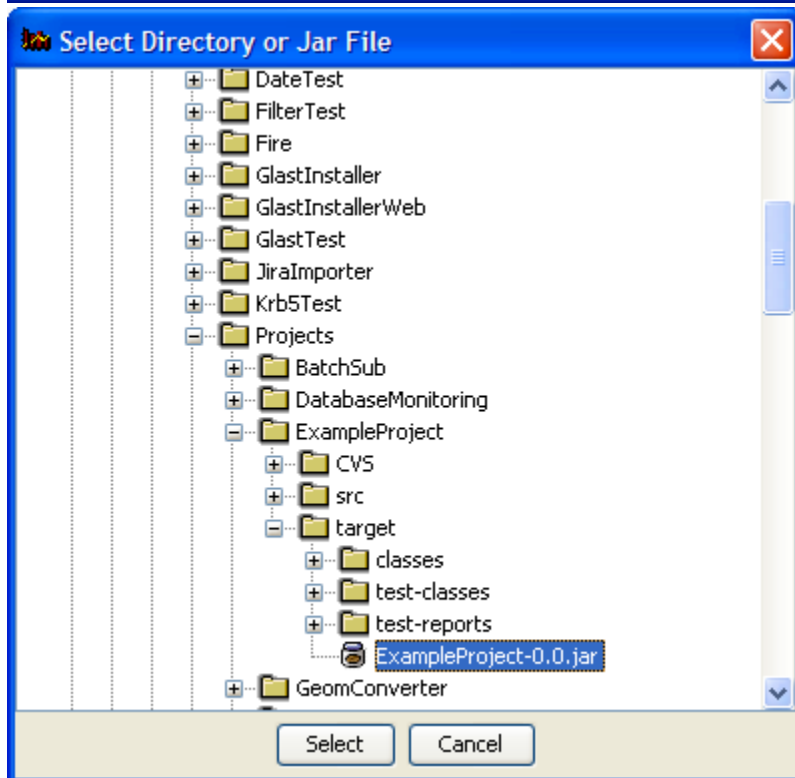 Select Directory or Jar File
DateTest
FilterTest
Fire
GlastInstaller
GlastInstallerWeb
GlastTest
JiraImporter
Krb5Test
Projects
BatchSub
DatabaseMonitoring
ExampleProject
CVS
src
target
classes
test-classes
test-reports
ExampleProject-0.0.jar
GeomConverter
Select Cancel